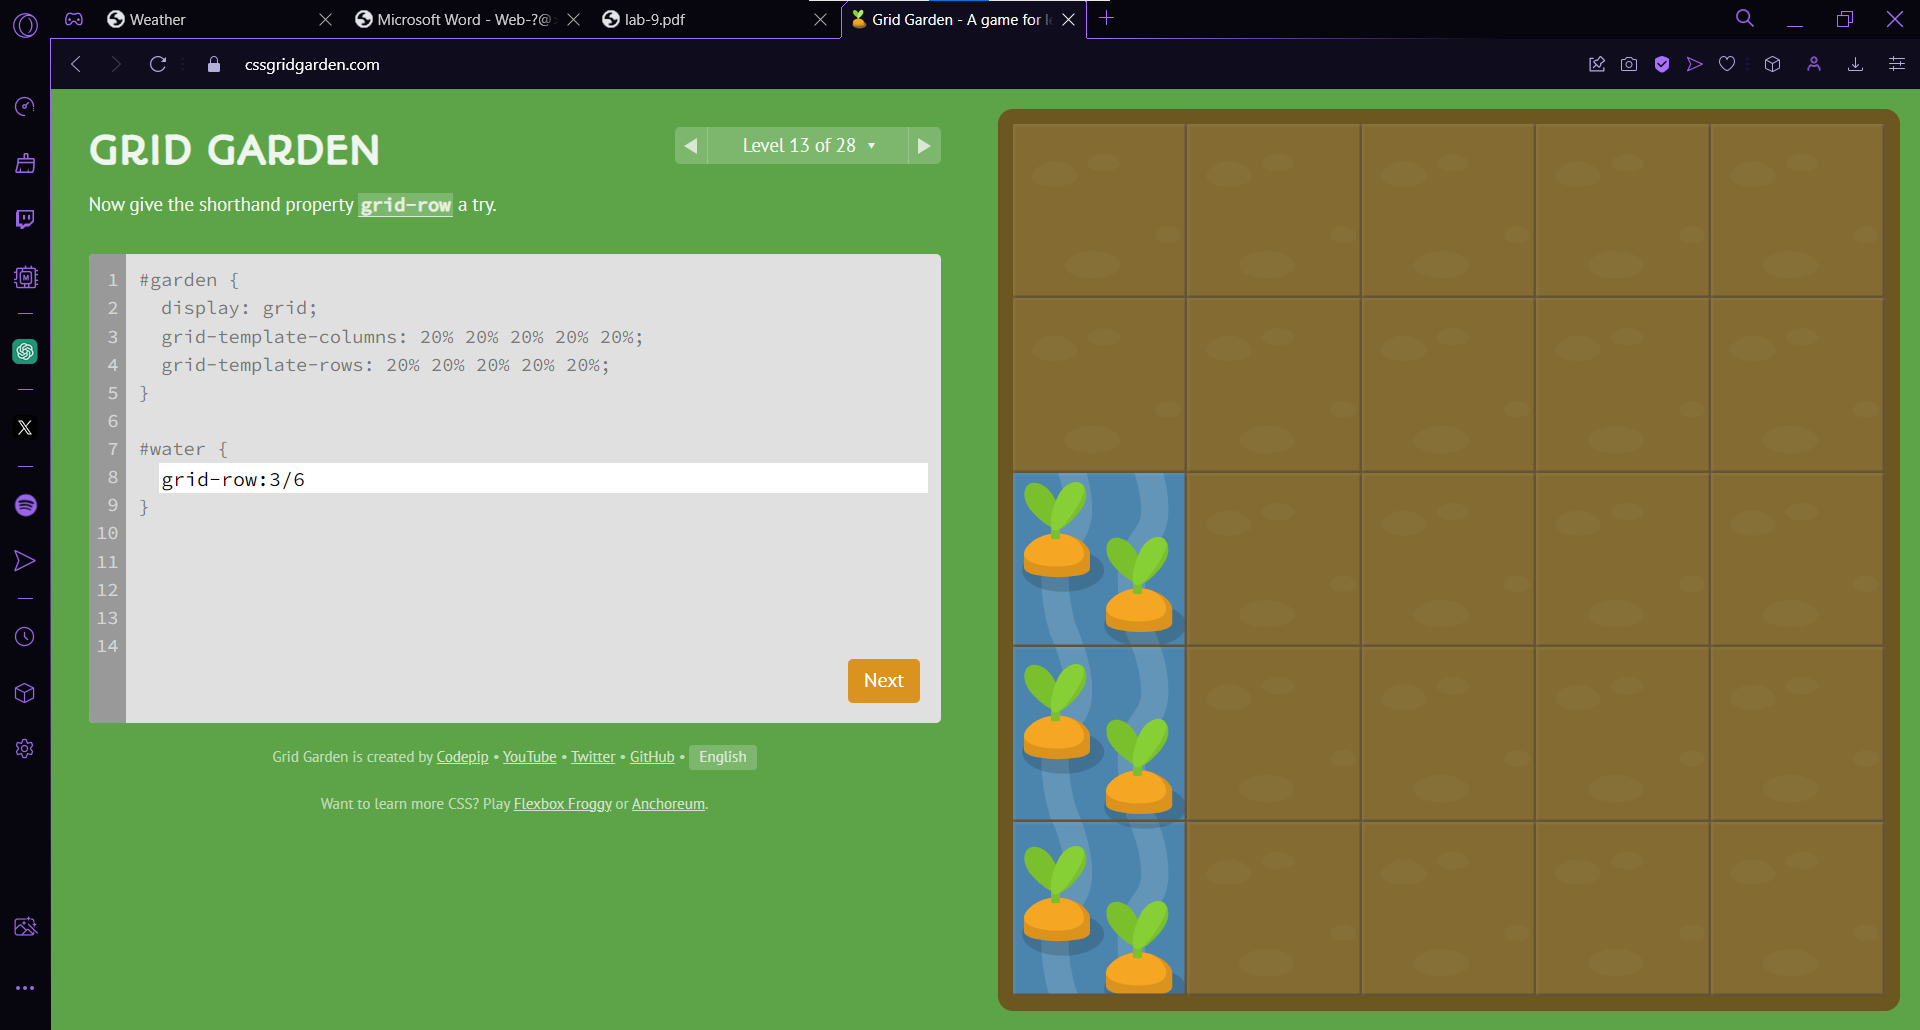 Weather
Microsoft Word - Web-?@
lab-9.pdf
Grid Garden - A game for l
cssgridgarden.com
GRID GARDEN
Level 13 of 28
Now give the shorthand property grid-row a try.
1 #garden {
2 display: grid;
3 grid-template-columns: 20% 20% 20% 20% 20%;
4 grid-template-rows: 20% 20% 20% 20% 20%;
5 }
6
7 #water {
8 grid-row:3/6
9 }
10
11
12
13
14
Next
Grid Garden is created by Codepip • YouTube • Twitter • GitHub • English
Want to learn more CSS? Play Flexbox Froggy or Anchoreum.